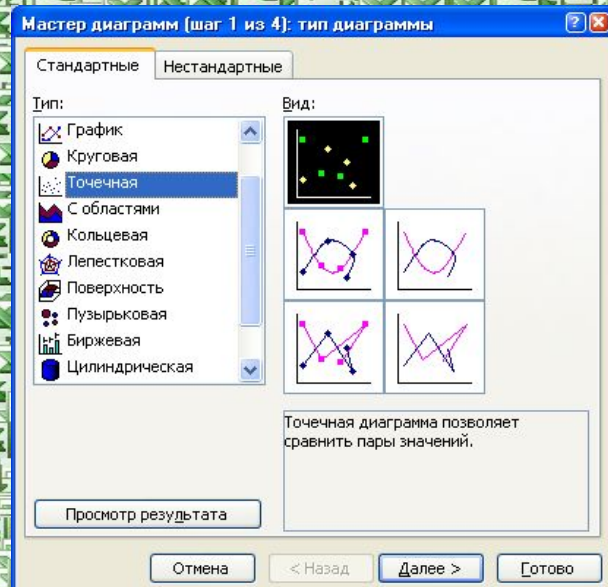 Мастер диаграмм (шаг 1 из 4): тип диаграммы
Стандартные
Нестандартные
Тип:
График
Круговая
Точечная
С областями
Кольцевая
Лепестковая
Поверхность
Пузырьковая
Биржевая
Цилиндрическая
Вид:
Точечная диаграмма позволяет
сравнить пары значений.
Просмотр результата
Отмена
< Назад
Далее >
Готово